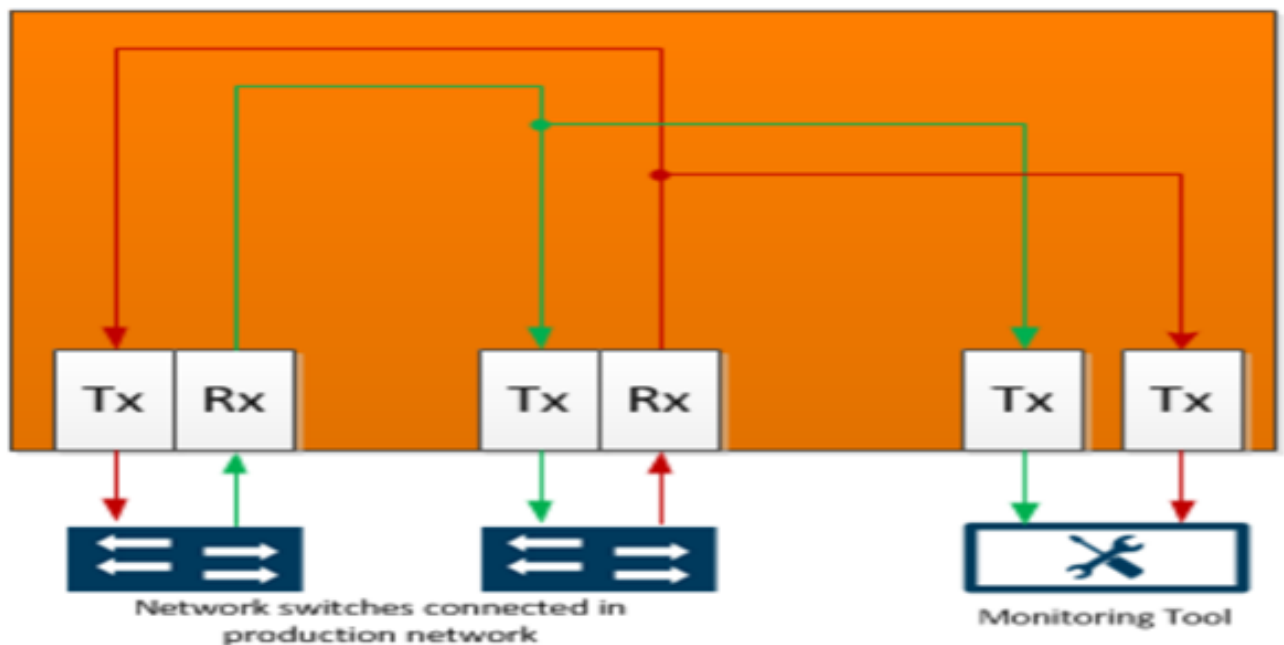 Tx Rx Tx Rx Tx Tx
Network switches connected in
production network
Monitoring Tool